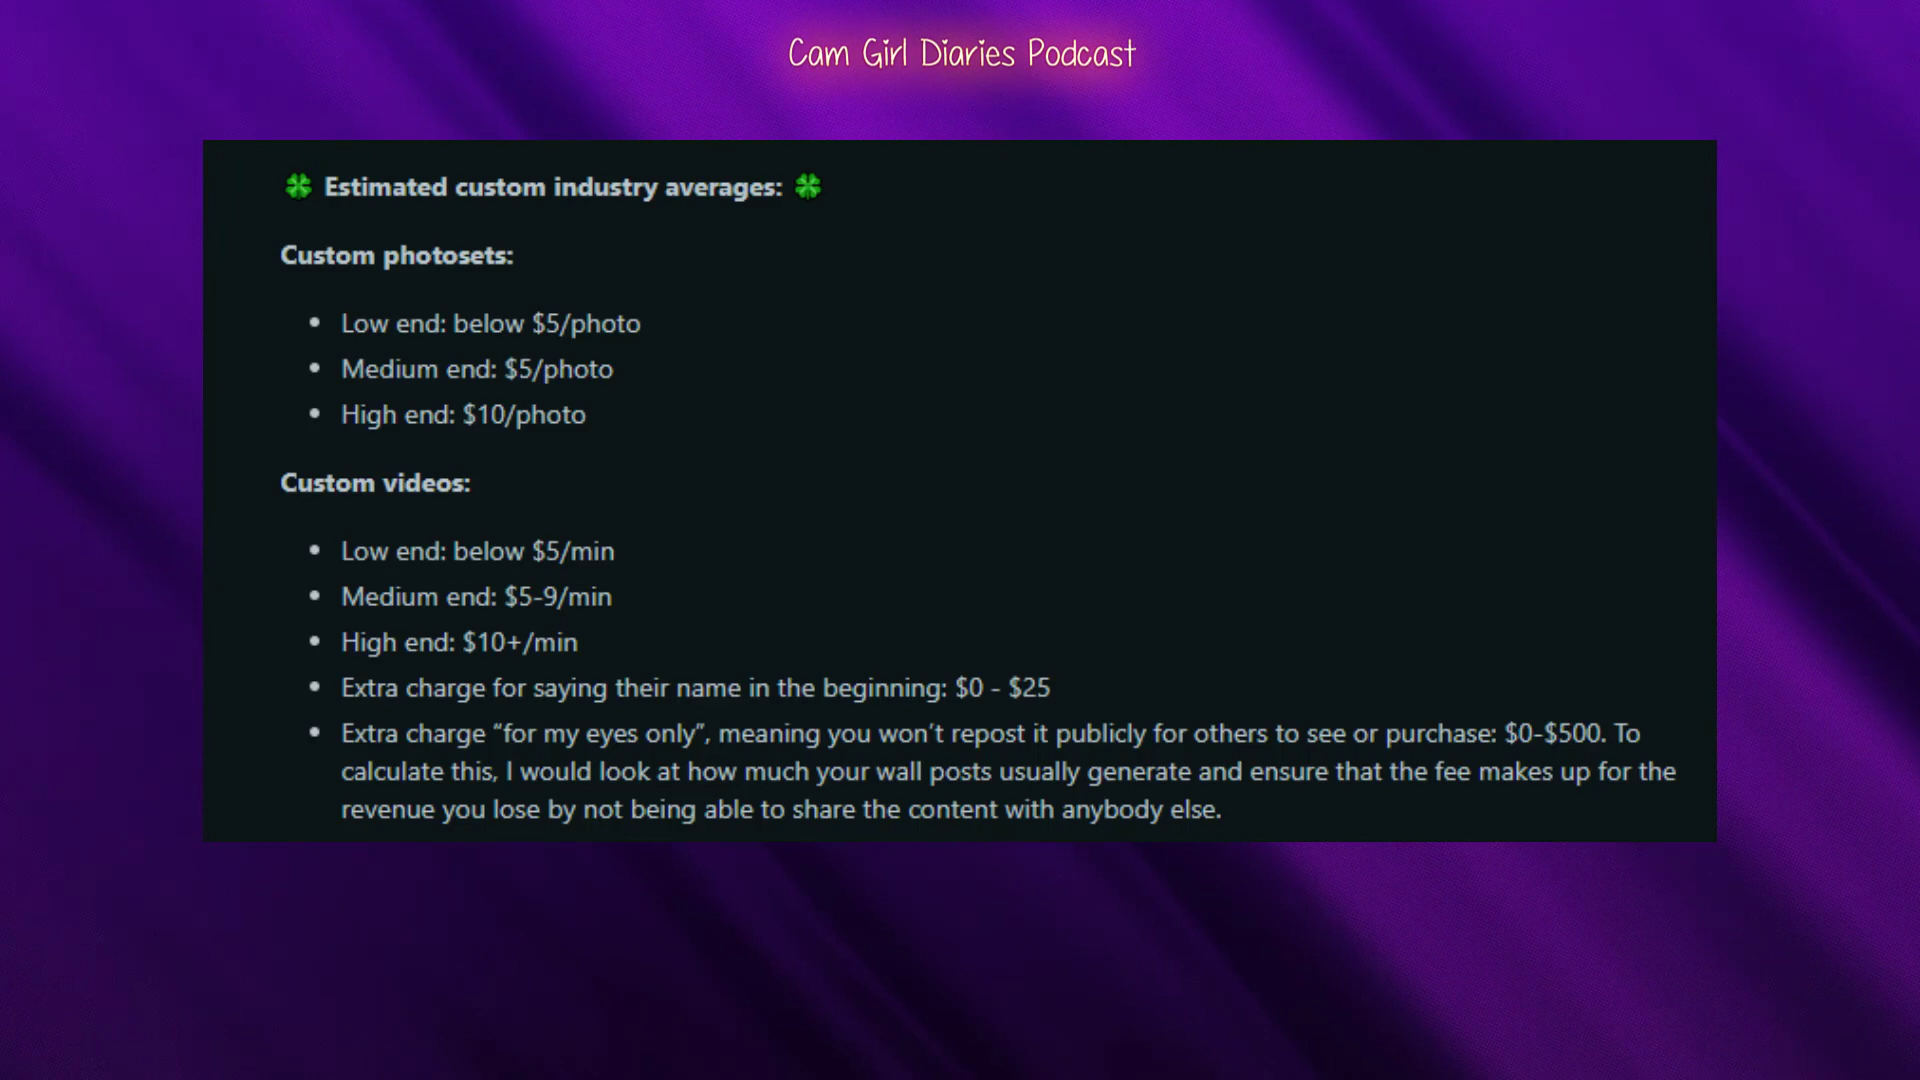 Cam Girl Diaries Podcast
🍀 Estimated custom industry averages: 🍀
Custom photosets:
• Low end: below $5/photo
• Medium end: $5/photo
• High end: $10/photo
Custom videos:
• Low end: below $5/min
• Medium end: $5-9/min
• High end: $10+/min
• Extra charge for saying their name in the beginning: $0 - $25
• Extra charge “for my eyes only”, meaning you won’t repost it publicly for others to see or purchase: $0-$500. To
calculate this, I would look at how much your wall posts usually generate and ensure that the fee makes up for the
revenue you lose by not being able to share the content with anybody else.